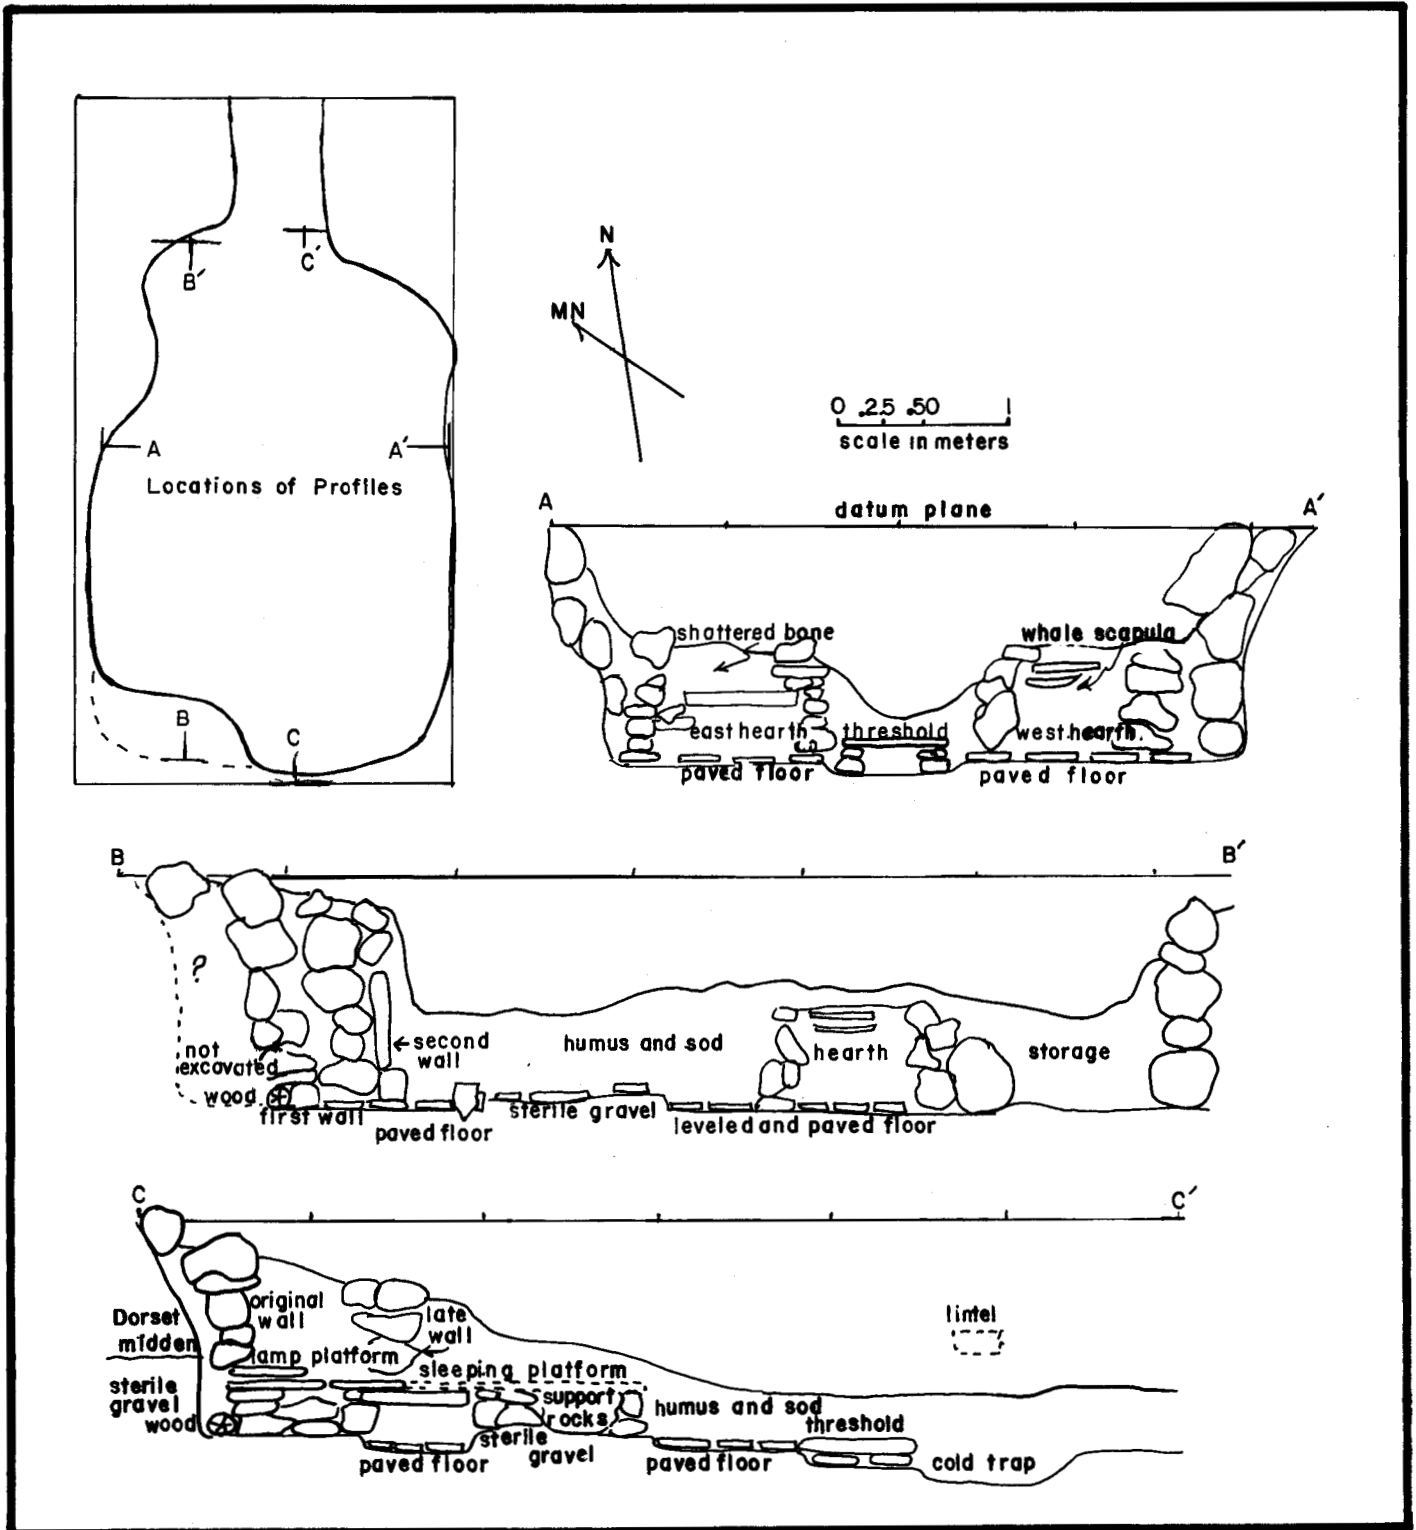 B'
C'
A
A'
Locations of Profiles
B
C
N
MN
0 .25 .50 1
scale in meters
A
datum plane
A'
shattered bone
whale scapula
east hearth
threshold
west hearth
paved floor
paved floor
B
B'
?
not
excavated
second
wall
humus and sod
hearth
storage
wood
first wall
paved floor
sterile gravel
leveled and paved floor
C
C'
original
wall
late
wall
lintel
Dorset
midden
lamp platform
sleeping platform
sterile
gravel
wood
support
rocks
humus and sod
threshold
sterile
gravel
paved floor
paved floor
cold trap